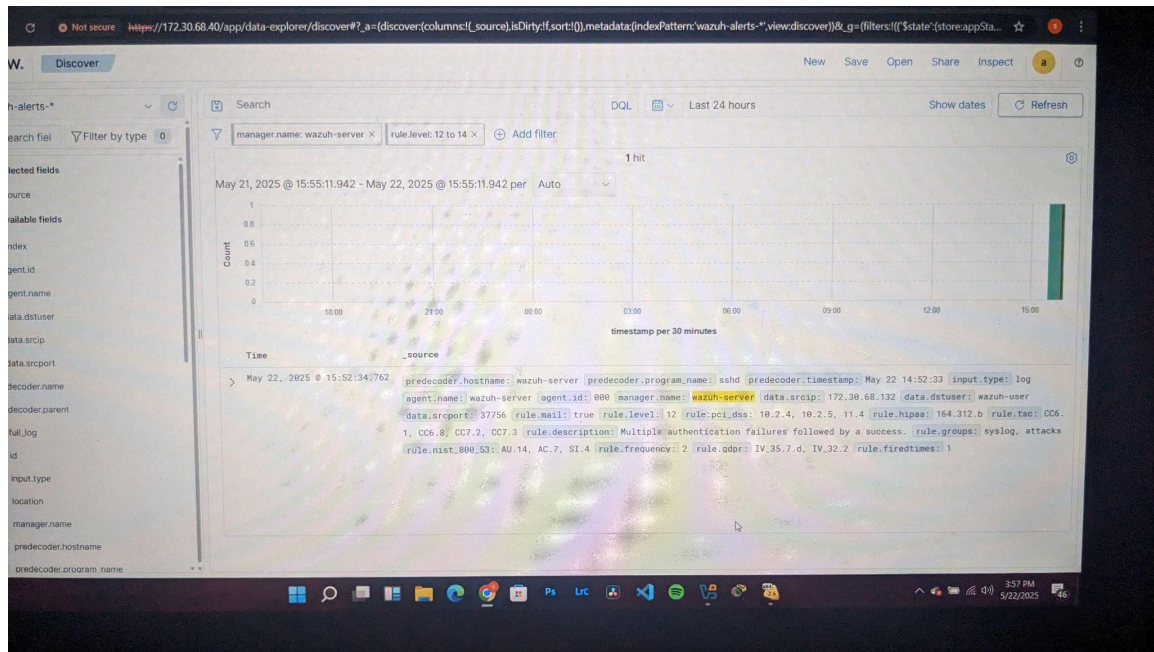 Not secure https://172.30.68.40/app/data-explorer/discover#?_a=(discover:(columns:!(_source),isDirty:!f,sort:!()),metadata:(indexPattern:'wazuh-alerts-*',view:discover))&_g=(filters:!(('$state':(store:appSta...
W. Discover New Save Open Share Inspect a
h-alerts-*
Search DQL Last 24 hours Show dates Refresh
earch fiel Filter by type 0
manager.name: wazuh-server × rule.level: 12 to 14 × Add filter
1 hit
lected fields
May 21, 2025 @ 15:55:11.942 - May 22, 2025 @ 15:55:11.942 per Auto
ource
ailable fields
ndex
gent.id
gent.name
ata.dstuser
ata.srcip
data.srcport
decoder.name
decoder.parent
full_log
id
input.type
location
manager.name
predecoder.hostname
predecoder.program_name
Count
1
0.8
0.6
0.4
0.2
0
18:00 21:00 00:00 03:00 06:00 09:00 12:00 15:00
timestamp per 30 minutes
Time _source
May 22, 2025 @ 15:52:34.762
predecoder.hostname: wazuh-server predecoder.program_name: sshd predecoder.timestamp: May 22 14:52:33 input.type: log
agent.name: wazuh-server agent.id: 000 manager.name: wazuh-server data.srcip: 172.30.68.132 data.dstuser: wazuh-user
data.srcport: 37756 rule.mail: true rule.level: 12 rule.pci_dss: 10.2.4, 10.2.5, 11.4 rule.hipaa: 164.312.b rule.tsc: CC6.
1, CC6.8, CC7.2, CC7.3 rule.description: Multiple authentication failures followed by a success. rule.groups: syslog, attacks
rule.nist_800_53: AU.14, AC.7, SI.4 rule.frequency: 2 rule.gdpr: IV_35.7.d, IV_32.2 rule.firedtimes: 1
Ps LrC
3:57 PM
5/22/2025
46